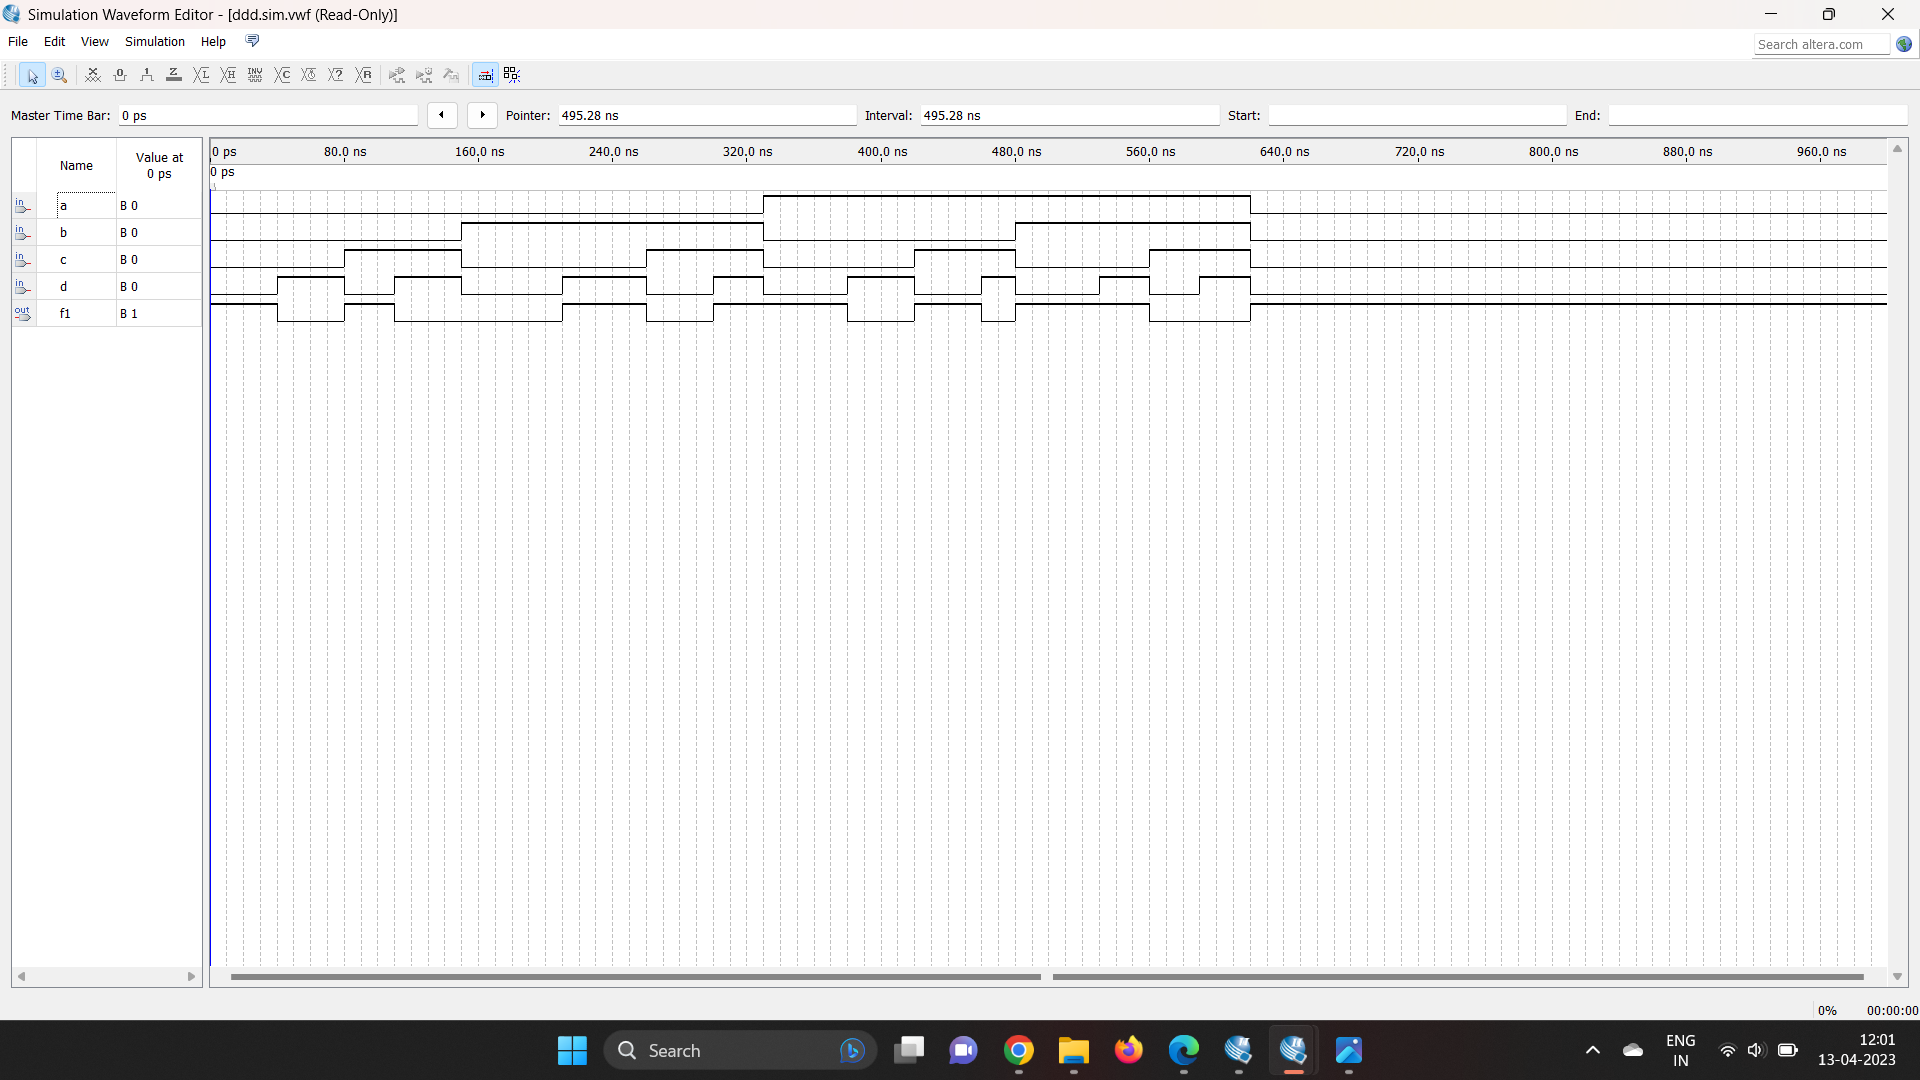 Simulation Waveform Editor - [ddd.sim.vwf (Read-Only)]
File Edit View Simulation Help
Search altera.com
Master Time Bar: 0 ps Pointer: 495.28 ns Interval: 495.28 ns Start: End:
Name Value at 0 ps
0 ps 80.0 ns 160.0 ns 240.0 ns 320.0 ns 400.0 ns 480.0 ns 560.0 ns 640.0 ns 720.0 ns 800.0 ns 880.0 ns 960.0 ns
0 ps
in a B 0
in b B 0
in c B 0
in d B 0
out f1 B 1
0% 00:00:00
Search
ENG
IN
12:01
13-04-2023